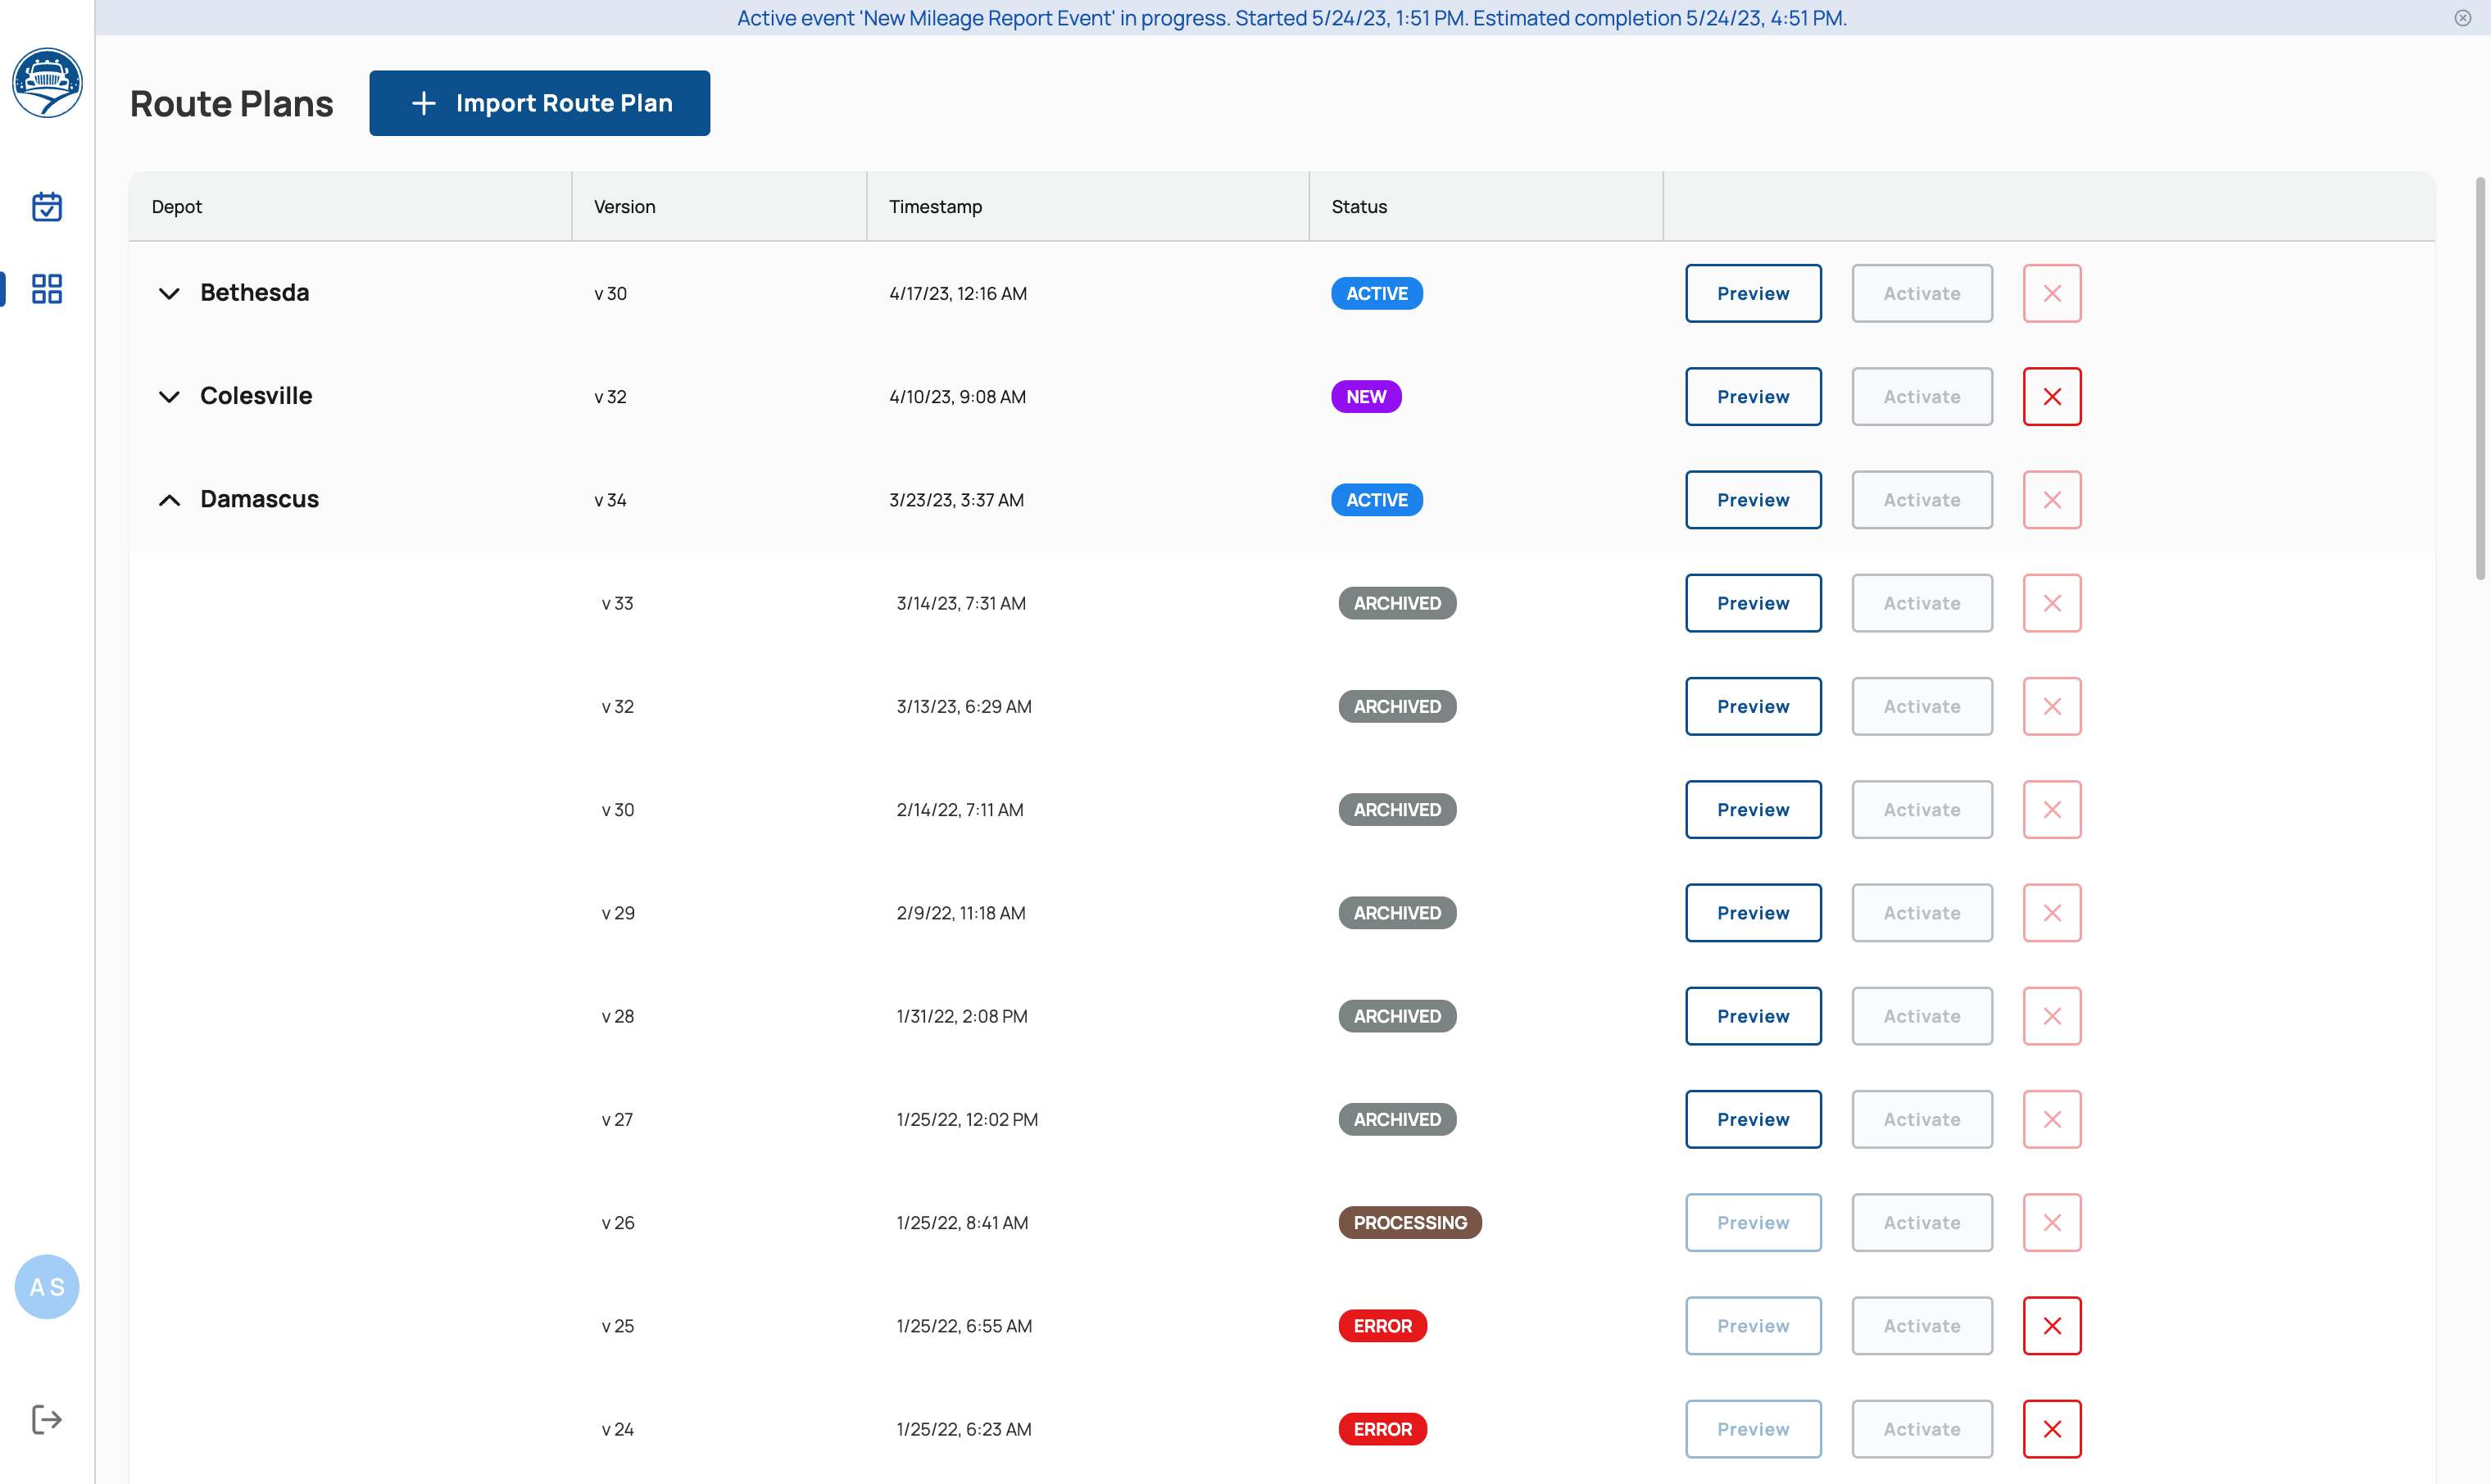 Active event 'New Mileage Report Event' in progress. Started 5/24/23, 1:51 PM. Estimated completion 5/24/23, 4:51 PM.
Route Plans
Import Route Plan
Depot Version Timestamp Status
Bethesda v 30 4/17/23, 12:16 AM ACTIVE Preview Activate
Colesville v 32 4/10/23, 9:08 AM NEW Preview Activate
Damascus v 34 3/23/23, 3:37 AM ACTIVE Preview Activate
v 33 3/14/23, 7:31 AM ARCHIVED Preview Activate
v 32 3/13/23, 6:29 AM ARCHIVED Preview Activate
v 30 2/14/22, 7:11 AM ARCHIVED Preview Activate
v 29 2/9/22, 11:18 AM ARCHIVED Preview Activate
v 28 1/31/22, 2:08 PM ARCHIVED Preview Activate
v 27 1/25/22, 12:02 PM ARCHIVED Preview Activate
v 26 1/25/22, 8:41 AM PROCESSING Preview Activate
v 25 1/25/22, 6:55 AM ERROR Preview Activate
v 24 1/25/22, 6:23 AM ERROR Preview Activate
A S